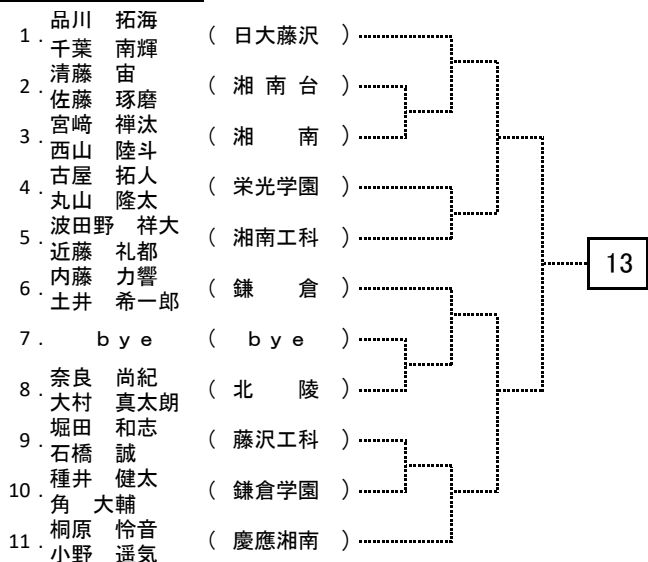 品川 拓海
1 . ( 日大藤沢 )
千葉 南輝
清藤 宙
2 . ( 湘 南 台 )
佐藤 琢磨
宮﨑 禅汰
3 . ( 湘 南 )
西山 陸斗
古屋 拓人
4 . ( 栄光学園 )
丸山 隆太
波田野 祥大
5 . ( 湘南工科 )
近藤 礼都
内藤 力響
6 . ( 鎌 倉 )
土井 希一郎
13
7 . ｂｙｅ ( ｂｙｅ )
奈良 尚紀
8 . ( 北 陵 )
大村 真太朗
堀田 和志
9 . ( 藤沢工科 )
石橋 誠
種井 健太
10 . ( 鎌倉学園 )
角 大輔
桐原 怜音
11 . ( 慶應湘南 )
小野 遥気